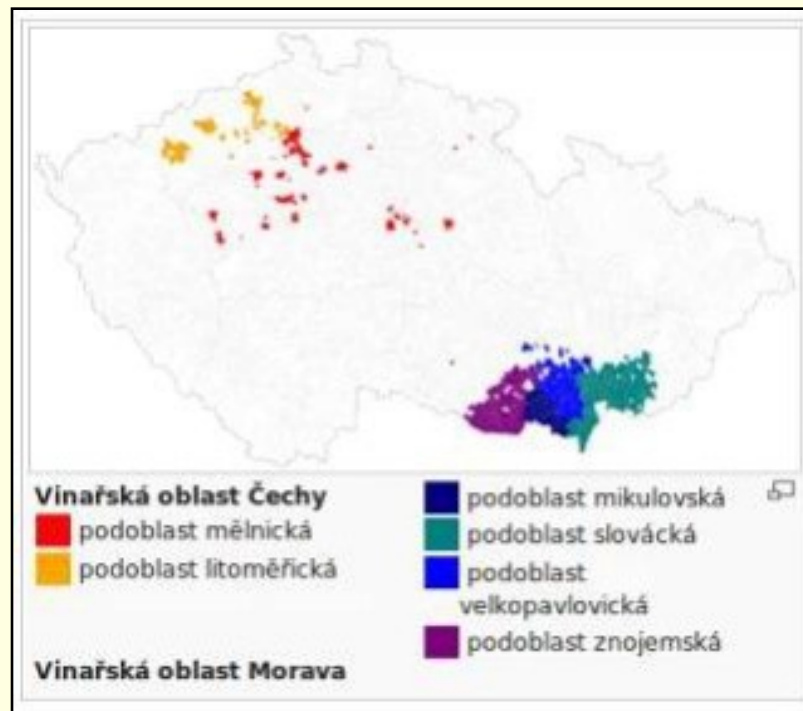 Vinařská oblast Čechy
podoblast mělnická
podoblast litoměřická
Vinařská oblast Morava
podoblast mikulovská
podoblast slovácká
podoblast
velkopavlovická
podoblast znojemská